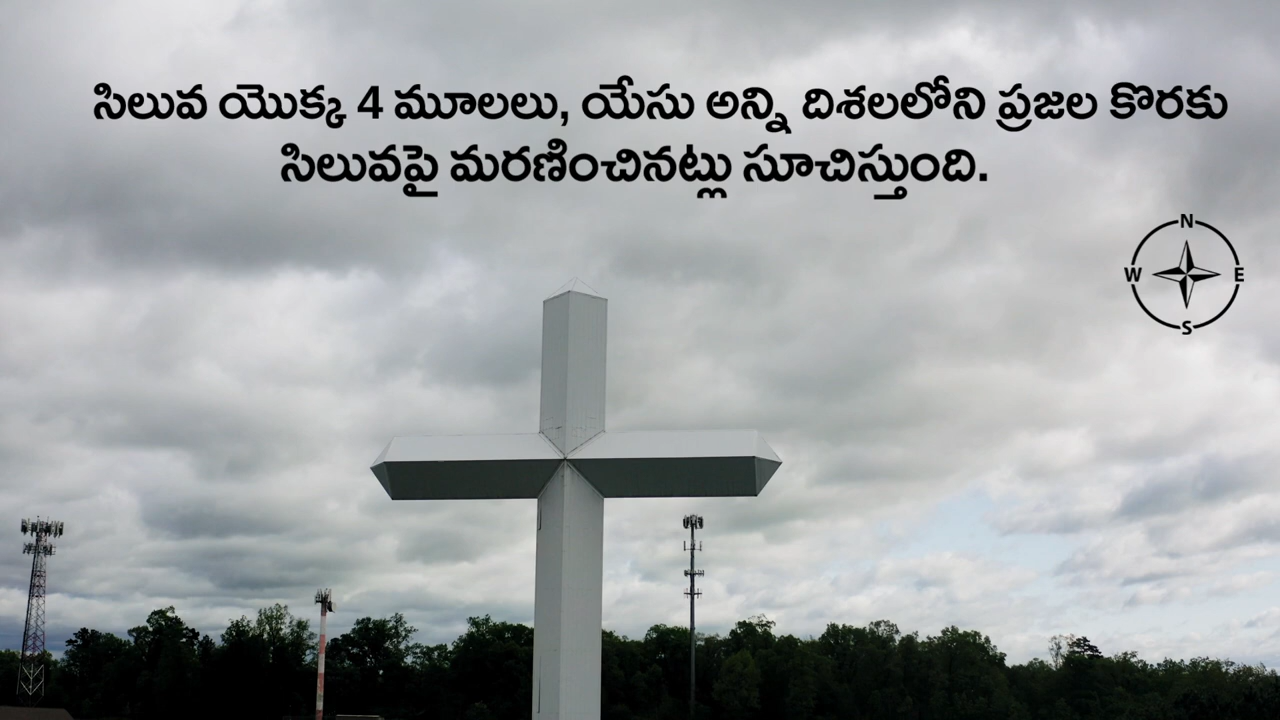 సిలువ యొక్క 4 మూలలు, యేసు అన్ని దిశలలోని ప్రజల కొరకు
సిలువపై మరణించినట్లు సూచిస్తుంది.
N
W E
S